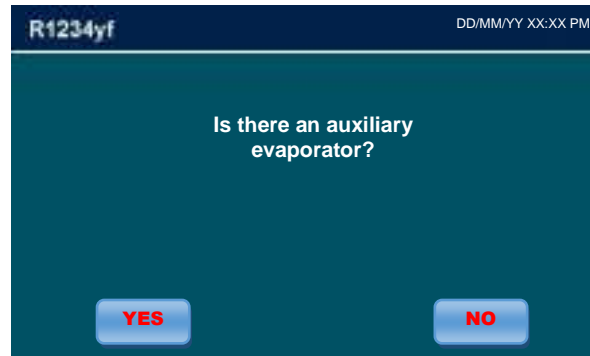 R1234yf
DD/MM/YY XX:XX PM
Is there an auxiliary
evaporator?
YES
NO